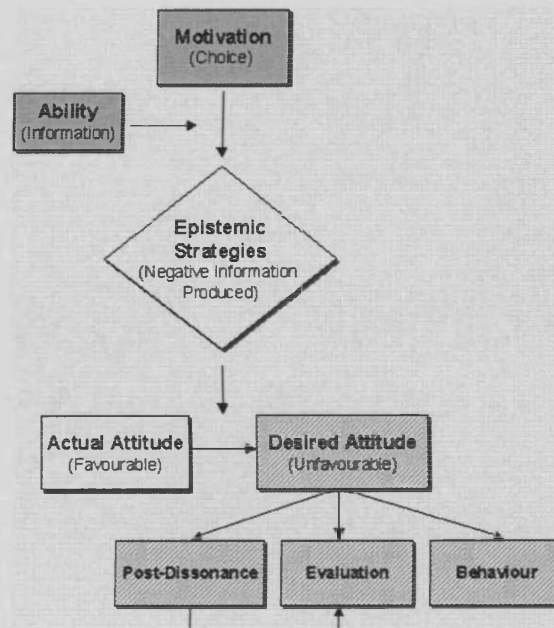 Motivation
(Choice)
Ability
(Information)
Epistemic
Strategies
(Negative Information
Produced)
Actual Attitude
(Favourable)
Desired Attitude
(Unfavourable)
Post-Dissonance
Evaluation
Behaviour